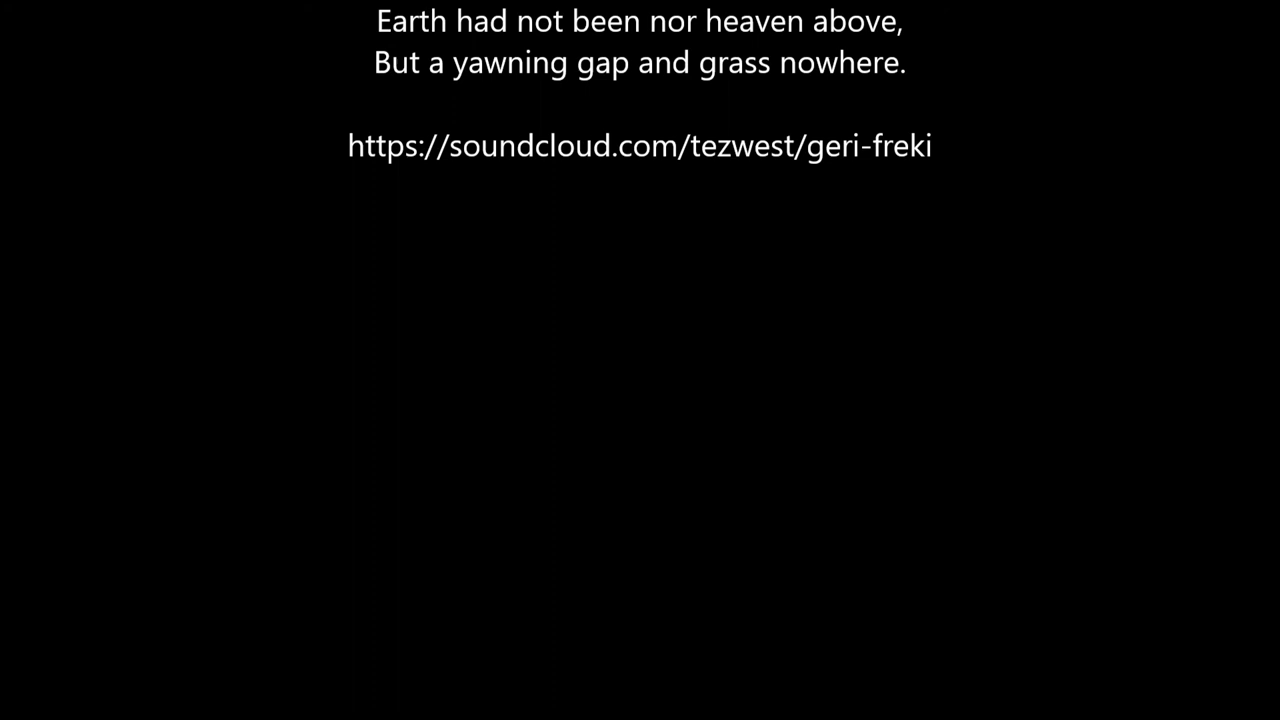 Earth had not been nor heaven above,
But a yawning gap and grass nowhere.
https://soundcloud.com/tezwest/geri-freki